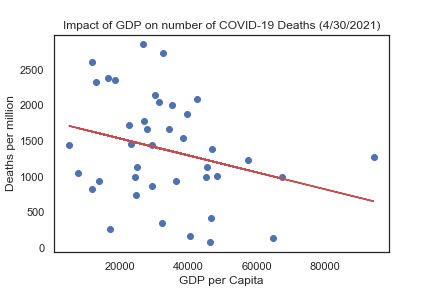 Impact of GDP on number of COVID-19 Deaths (4/30/2021)
Deaths per million
2500
2000
1500
1000
500
0
20000 40000 60000 80000
GDP per Capita